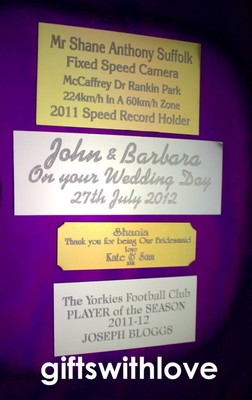 Mr Shane Anthony Suffolk
Fixed Speed Camera
McCaffrey Dr Rankin Park
224km/h In A 60km/h Zone
2011 Speed Record Holder
John & Barbara
On your Wedding Day
27th July 2012
Shania
Thank you for being Our Bridesmaid
love
Kate & Sam
The Yorkies Football Club
PLAYER of the SEASON
2011-12
JOSEPH BLOGGS
giftswithlove